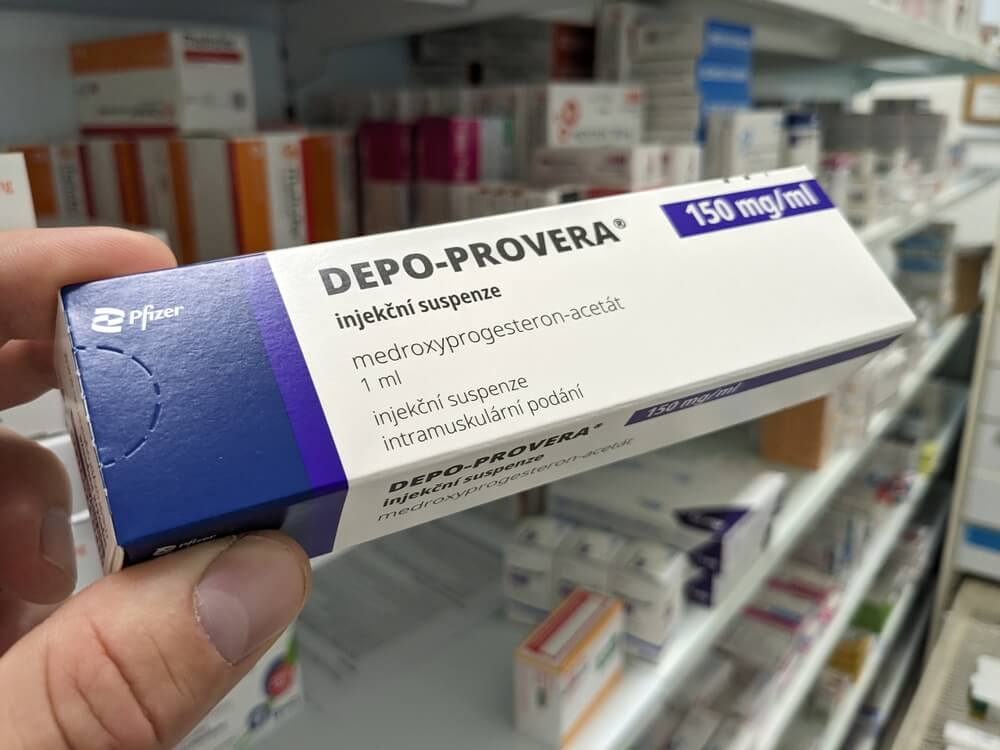 Pfizer
DEPO-PROVERA®
150 mg/ml
injekční suspenze
medroxyprogesteron-acetát
1 ml
injekční suspenze
intramuskulární podání
DEPO-PROVERA®
150 mg/ml
injekční suspenze
medroxyprogesteron-acetát
Pfizer